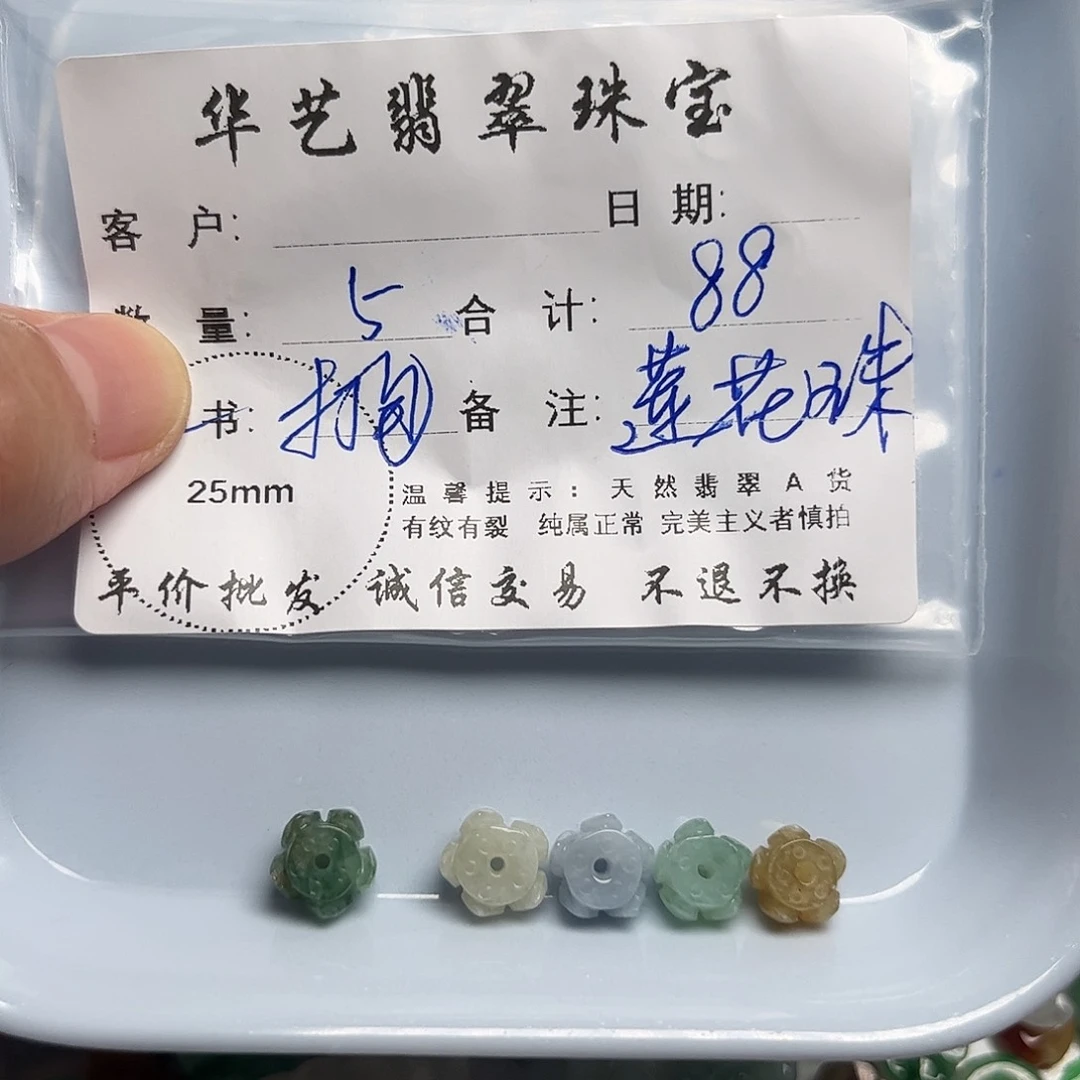 华艺翡翠珠宝
客 户: 日 期:
数 量: 5 合 计: 88
书: 备 注: 莲花珠
25mm
温馨提示: 天然翡翠A货
有纹有裂 纯属正常 完美主义者慎拍
平价批发 诚信交易 不退不换